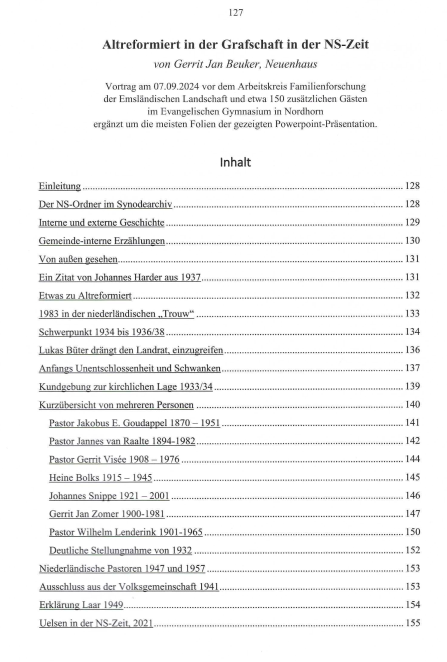 127
Altreformiert in der Grafschaft in der NS-Zeit
von Gerrit Jan Beuker, Neuenhaus
Vortrag am 07.09.2024 vor dem Arbeitskreis Familienforschung
der Emsländischen Landschaft und etwa 150 zusätzlichen Gästen
im Evangelischen Gymnasium in Nordhorn
ergänzt um die meisten Folien der gezeigten Powerpoint-Präsentation.
Inhalt
Einleitung 128
Der NS-Ordner im Synodearchiv 128
Interne und externe Geschichte 129
Gemeinde-interne Erzählungen 130
Von außen gesehen 131
Ein Zitat von Johannes Harder aus 1937 131
Etwas zu Altreformiert 132
1983 in der niederländischen „Trouw“ 133
Schwerpunkt 1934 bis 1936/38 134
Lukas Büter drängt den Landrat, einzugreifen 136
Anfangs Unentschlossenheit und Schwanken 137
Kundgebung zur kirchlichen Lage 1933/34 139
Kurzübersicht von mehreren Personen 140
Pastor Jakobus E. Goudappel 1870 – 1951 141
Pastor Jannes van Raalte 1894-1982 142
Pastor Gerrit Visée 1908 – 1976 144
Heine Bolks 1915 – 1945 145
Johannes Snippe 1921 – 2001 146
Gerrit Jan Zomer 1900-1981 147
Pastor Wilhelm Lenderink 1901-1965 150
Deutliche Stellungnahme von 1932 152
Niederländische Pastoren 1947 und 1957 153
Ausschluss aus der Volksgemeinschaft 1941 153
Erklärung Laar 1949 154
Uelsen in der NS-Zeit, 2021 155